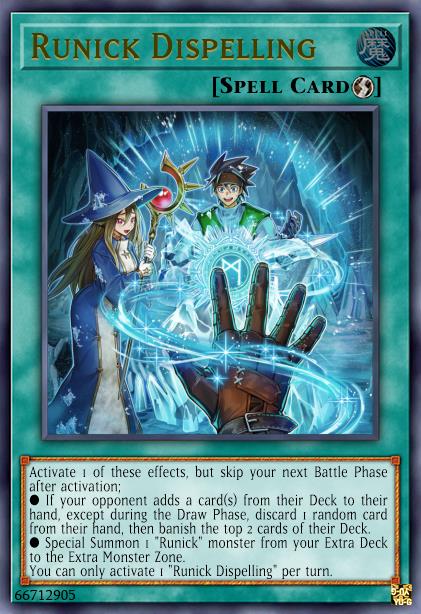 RUNICK DISPELLING
魔
[SPELL CARD]
Activate 1 of these effects, but skip your next Battle Phase
after activation;
● If your opponent adds a card(s) from their Deck to their
hand, except during the Draw Phase, discard 1 random card
from their hand, then banish the top 2 cards of their Deck.
● Special Summon 1 "Runick" monster from your Extra Deck
to the Extra Monster Zone.
You can only activate 1 "Runick Dispelling" per turn.
66712905